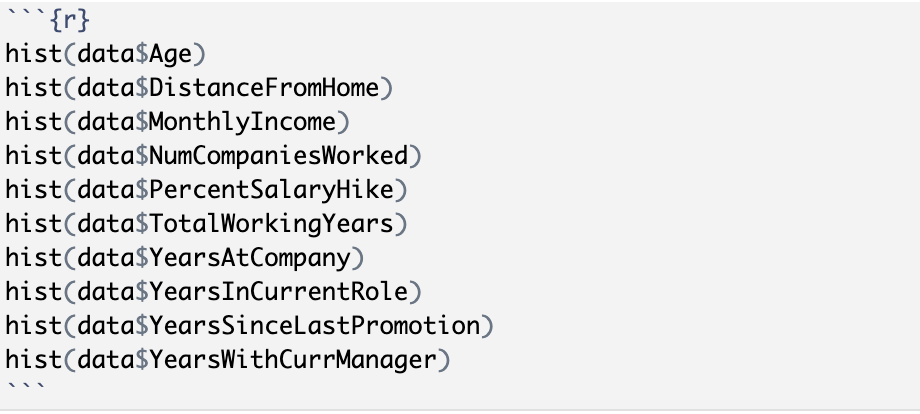 ```{r}
hist(data$Age)
hist(data$DistanceFromHome)
hist(data$MonthlyIncome)
hist(data$NumCompaniesWorked)
hist(data$PercentSalaryHike)
hist(data$TotalWorkingYears)
hist(data$YearsAtCompany)
hist(data$YearsInCurrentRole)
hist(data$YearsSinceLastPromotion)
hist(data$YearsWithCurrManager)
```